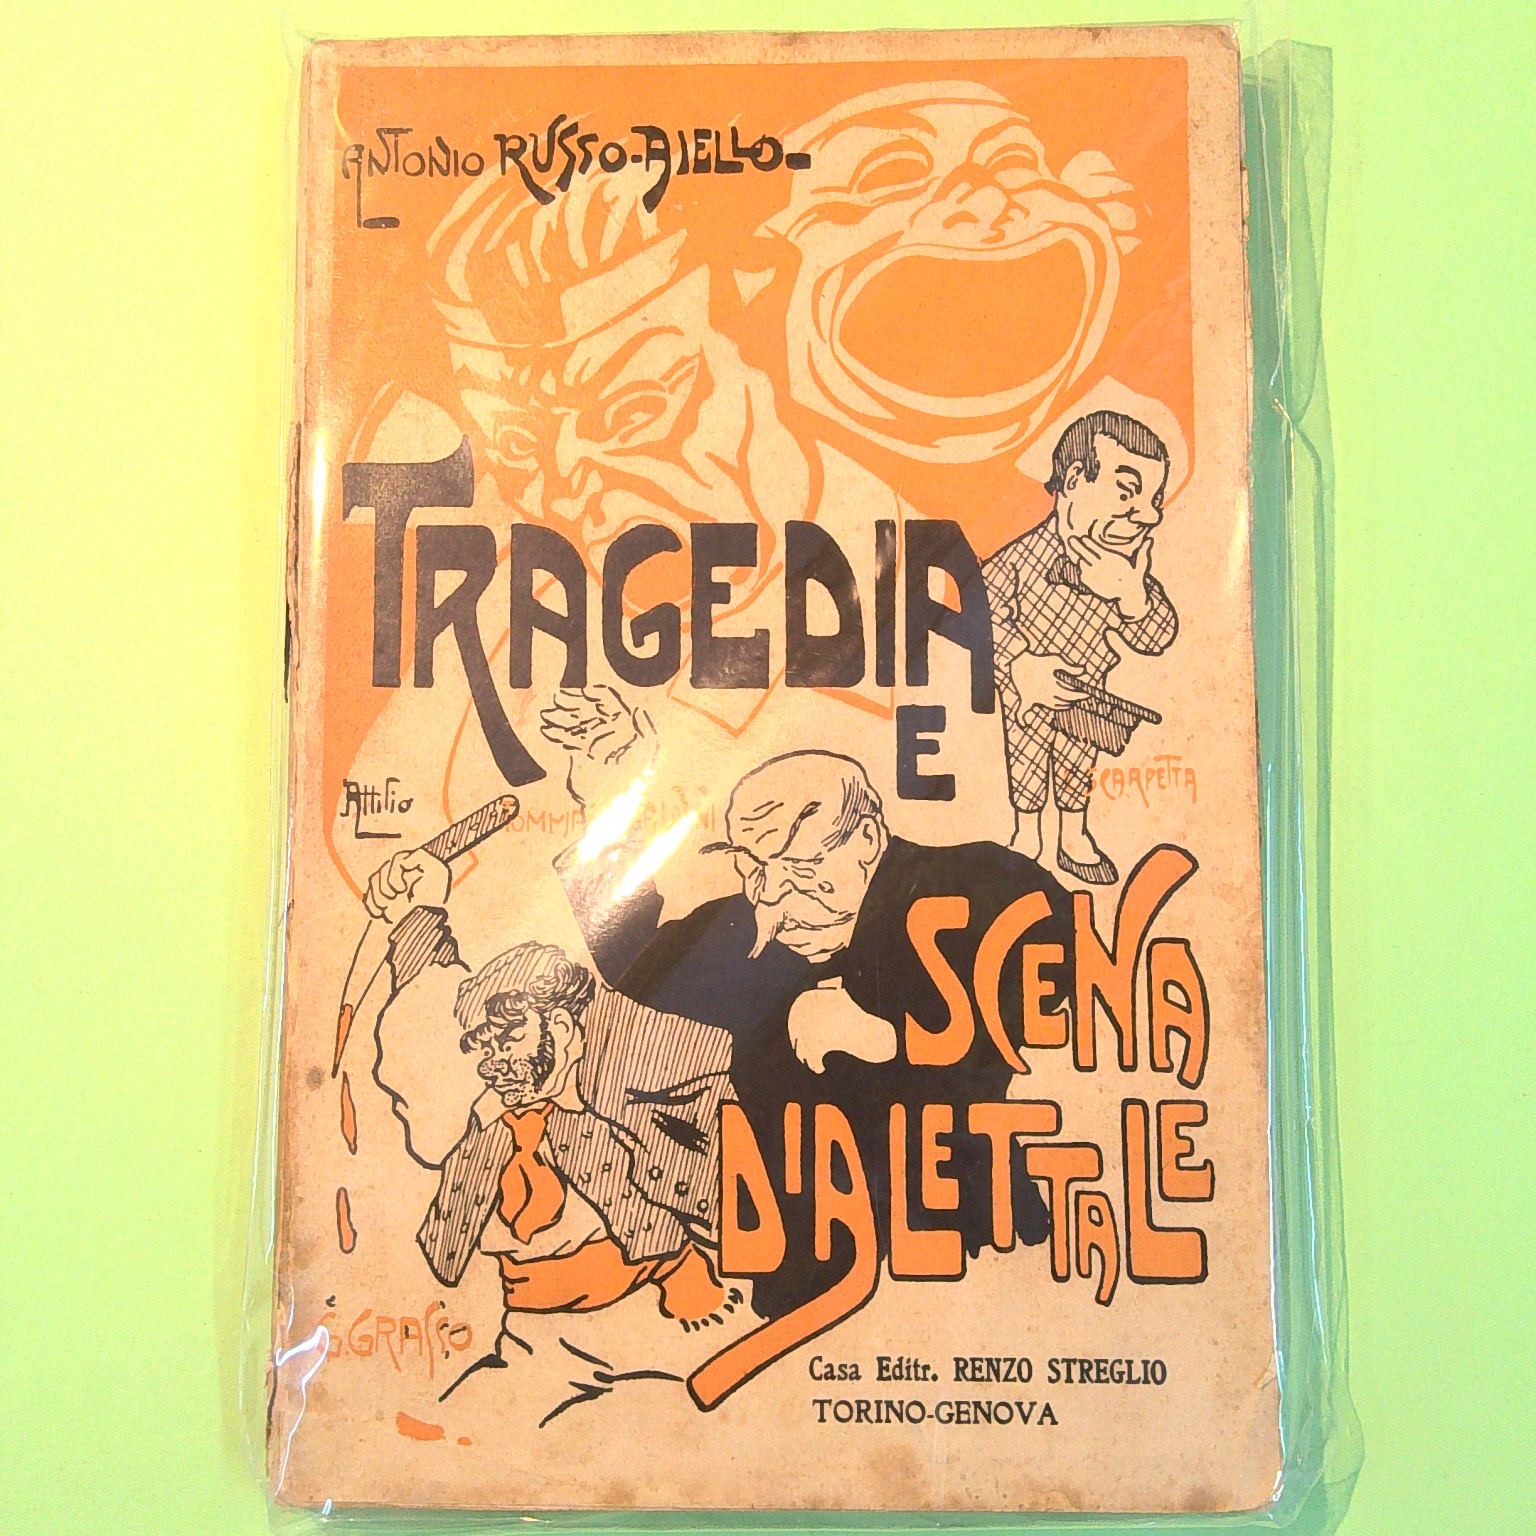 ANTONIO RUSSO-AIELLO
TRAGEDIA
E
SCARPETTA
Attilio
SCENA
DIALETTALE
G. GRASSO
Casa Editr. RENZO STREGLIO
TORINO-GENOVA